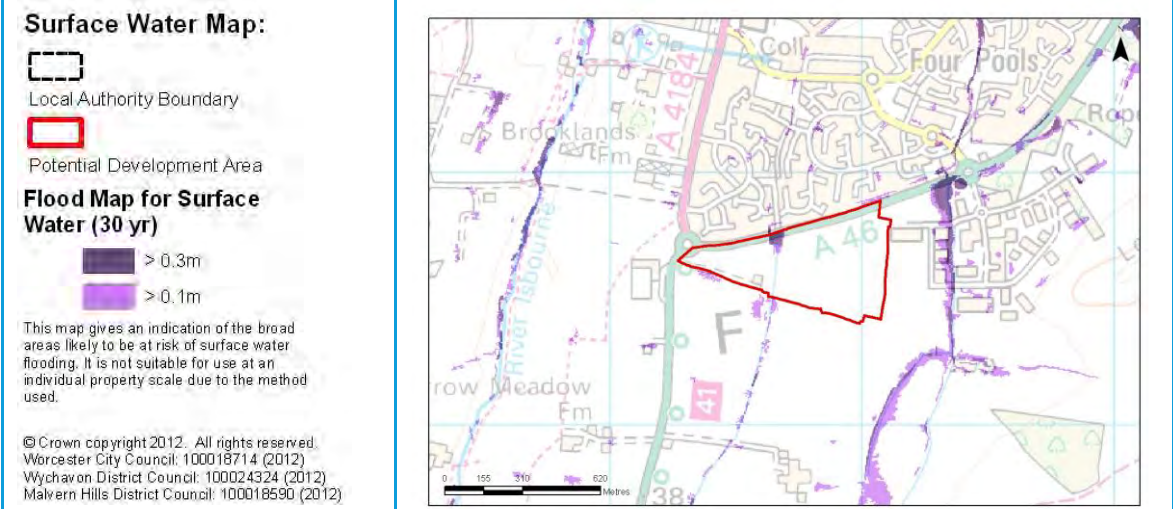 Surface Water Map:
Local Authority Boundary
Potential Development Area
Flood Map for Surface
Water (30 yr)
> 0.3m
> 0.1m
This map gives an indication of the broad
areas likely to be at risk of surface water
flooding. It is not suitable for use at an
individual property scale due to the method
used.
© Crown copyright 2012. All rights reserved.
Worcester City Council: 100018714 (2012)
Wychavon District Council: 100024324 (2012)
Malvern Hills District Council: 100018590 (2012)
Coll
Four Pools
A 4184
Brooklands
Fm
River Isbourne
A 46
F
row Meadow
Fm
41
38
0 155 310 620
Metres